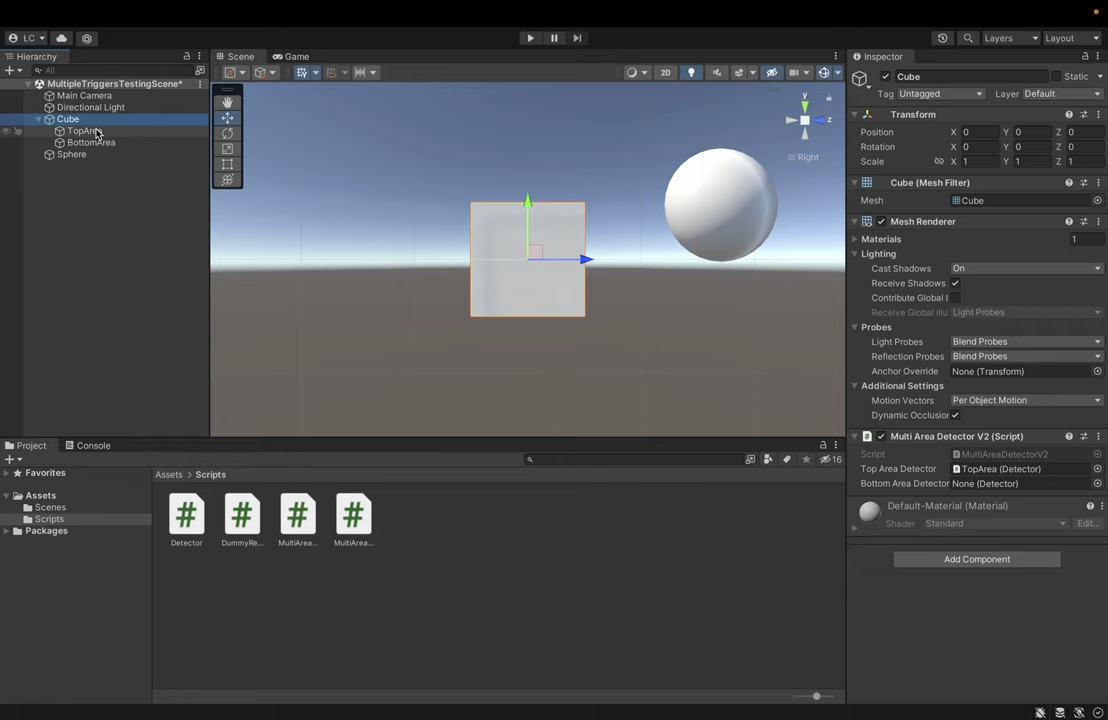 ŁC
Layers
Layout
Hierarchy
Scene
Game
Inspector
All
2D
MultipleTriggersTestingScene*
Main Camera
Directional Light
Cube
TopArea
BottomArea
Sphere
y
z
Right
Cube
Static
Tag Untagged
Layer Default
Transform
Position X 0 Y 0 Z 0
Rotation X 0 Y 0 Z 0
Scale X 1 Y 1 Z 1
Cube (Mesh Filter)
Mesh Cube
Mesh Renderer
Materials 1
Lighting
Cast Shadows On
Receive Shadows
Contribute Global I
Receive Global Illu Light Probes
Probes
Light Probes Blend Probes
Reflection Probes Blend Probes
Anchor Override None (Transform)
Additional Settings
Motion Vectors Per Object Motion
Dynamic Occlusion
Multi Area Detector V2 (Script)
Script MultiAreaDetectorV2
Top Area Detector TopArea (Detector)
Bottom Area Detector None (Detector)
Default-Material (Material)
Shader Standard Edit...
Add Component
Project
Console
16
Favorites
Assets
Scenes
Scripts
Packages
Assets > Scripts
Detector
DummyRe...
MultiArea...
MultiArea...